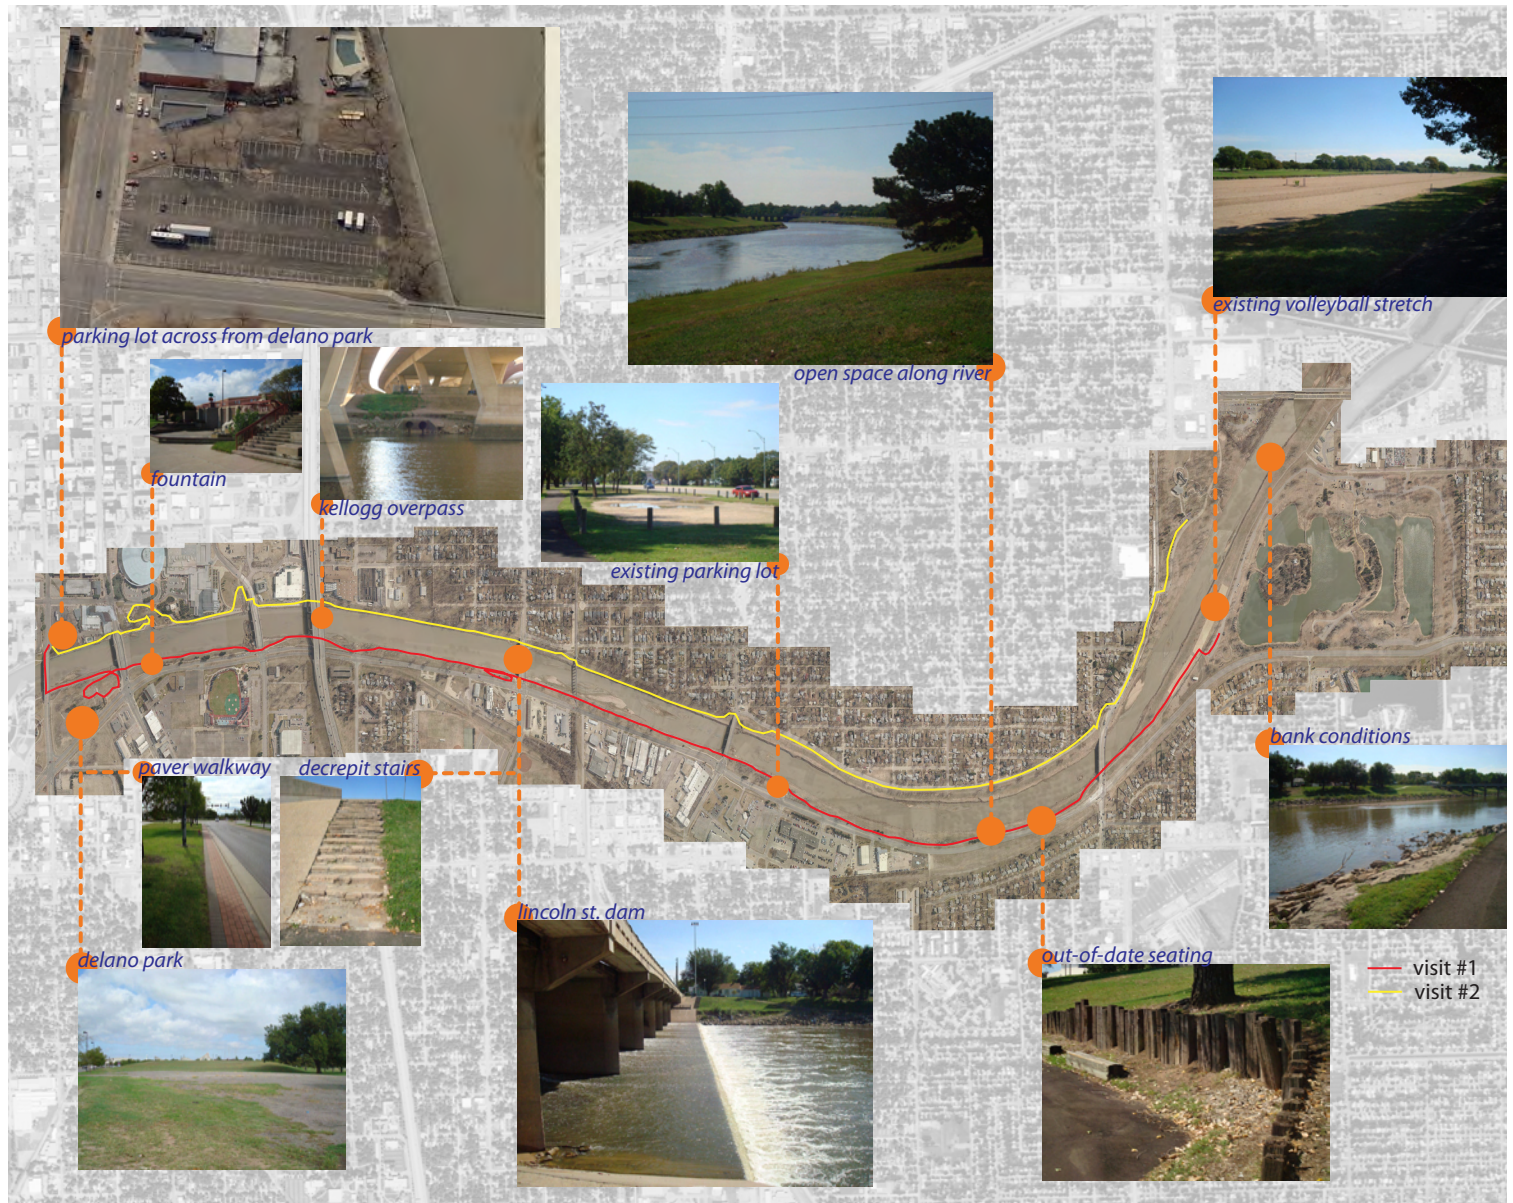 parking lot across from delano park
fountain
kellogg overpass
open space along river
existing volleyball stretch
existing parking lot
paver walkway
decrepit stairs
bank conditions
lincoln st. dam
delano park
out-of-date seating
visit #1
visit #2